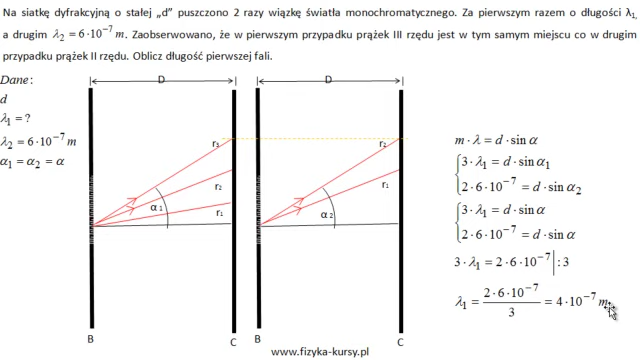 Na siatkę dyfrakcyjną o stałej „d” puszczono 2 razy wiązkę światła monochromatycznego. Za pierwszym razem o długości λ₁,
a drugim λ₂ = 6·10⁻⁷ m. Zaobserwowano, że w pierwszym przypadku prążek III rzędu jest w tym samym miejscu co w drugim
przypadku prążek II rzędu. Oblicz długość pierwszej fali.
Dane:
d
λ₁ = ?
λ₂ = 6·10⁻⁷ m
α₁ = α₂ = α
D
r₃
r₂
r₁
α₁
B
C
D
r₂
r₁
α₂
B
C
m·λ = d·sin α
3·λ₁ = d·sin α₁
2·6·10⁻⁷ = d·sin α₂
3·λ₁ = d·sin α
2·6·10⁻⁷ = d·sin α
3·λ₁ = 2·6·10⁻⁷ | :3
λ₁ = 2·6·10⁻⁷ / 3 = 4·10⁻⁷ m
www.fizyka-kursy.pl